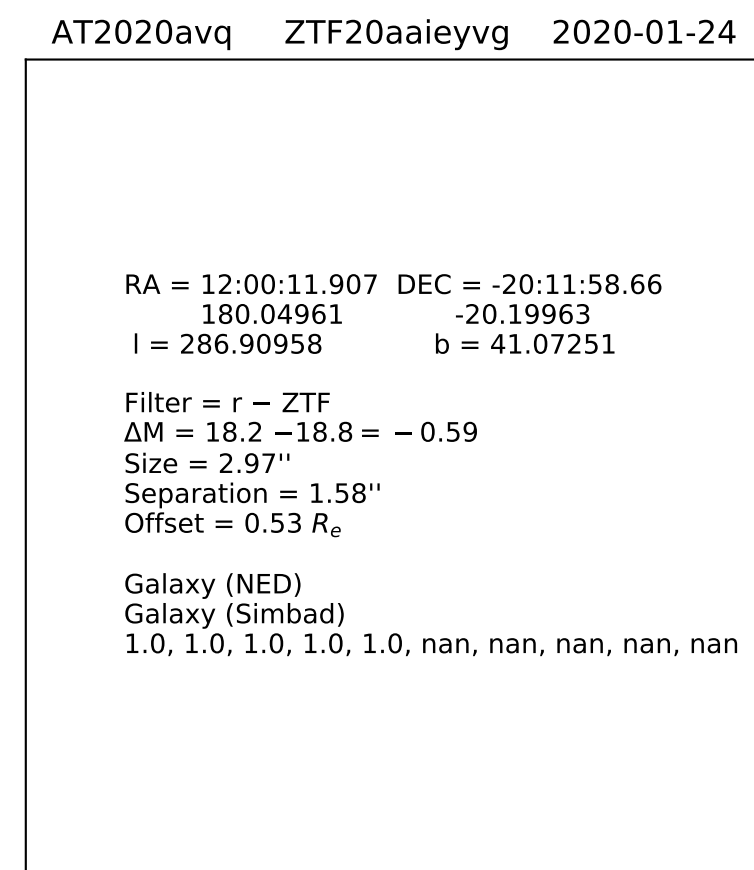 AT2020avq ZTF20aaieyvg 2020-01-24
RA = 12:00:11.907 DEC = -20:11:58.66
180.04961 -20.19963
l = 286.90958 b = 41.07251
Filter = r − ZTF
ΔM = 18.2 −18.8 = −0.59
Size = 2.97''
Separation = 1.58''
Offset = 0.53 Re
Galaxy (NED)
Galaxy (Simbad)
1.0, 1.0, 1.0, 1.0, 1.0, nan, nan, nan, nan, nan